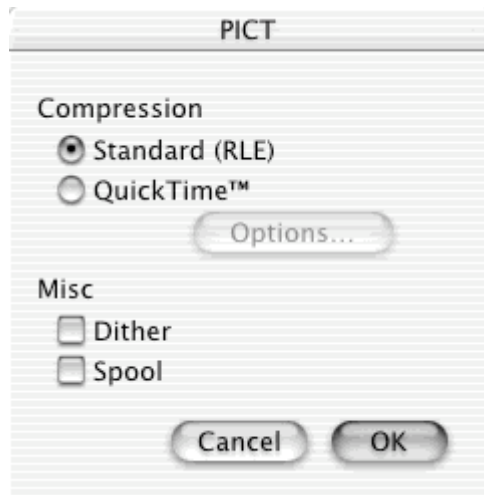 PICT
Compression
Standard (RLE)
QuickTime™
Options...
Misc
Dither
Spool
Cancel OK